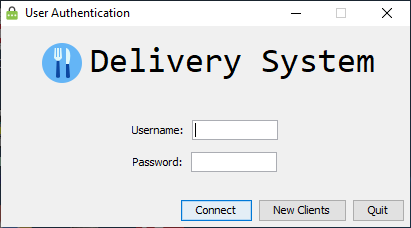 User Authentication
Delivery System
Username:
Password:
Connect New Clients Quit